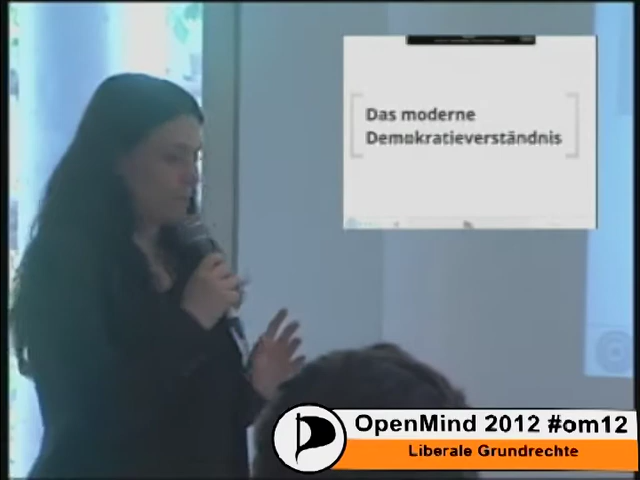 Das moderne
Demokratieverständnis
OpenMind 2012 #om12
Liberale Grundrechte